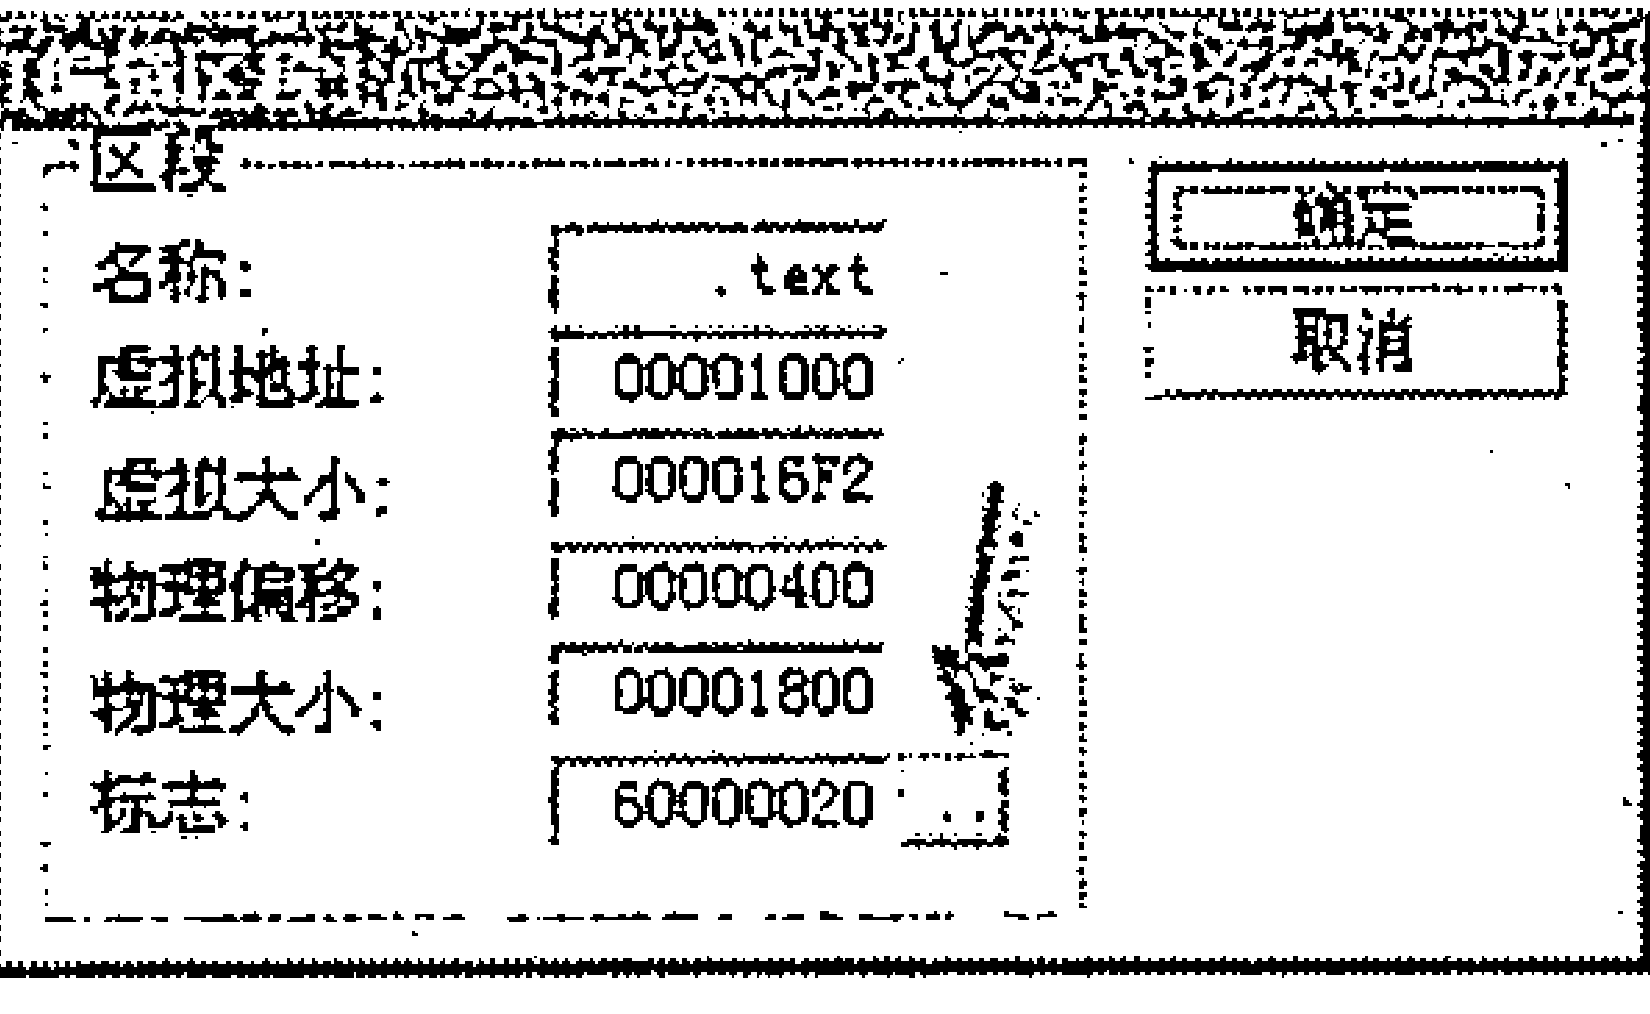 区段
名称: .text
虚拟地址: 00001000
虚拟大小: 000016F2
物理偏移: 00000400
物理大小: 00001800
标志: 60000020 ..
确定
取消